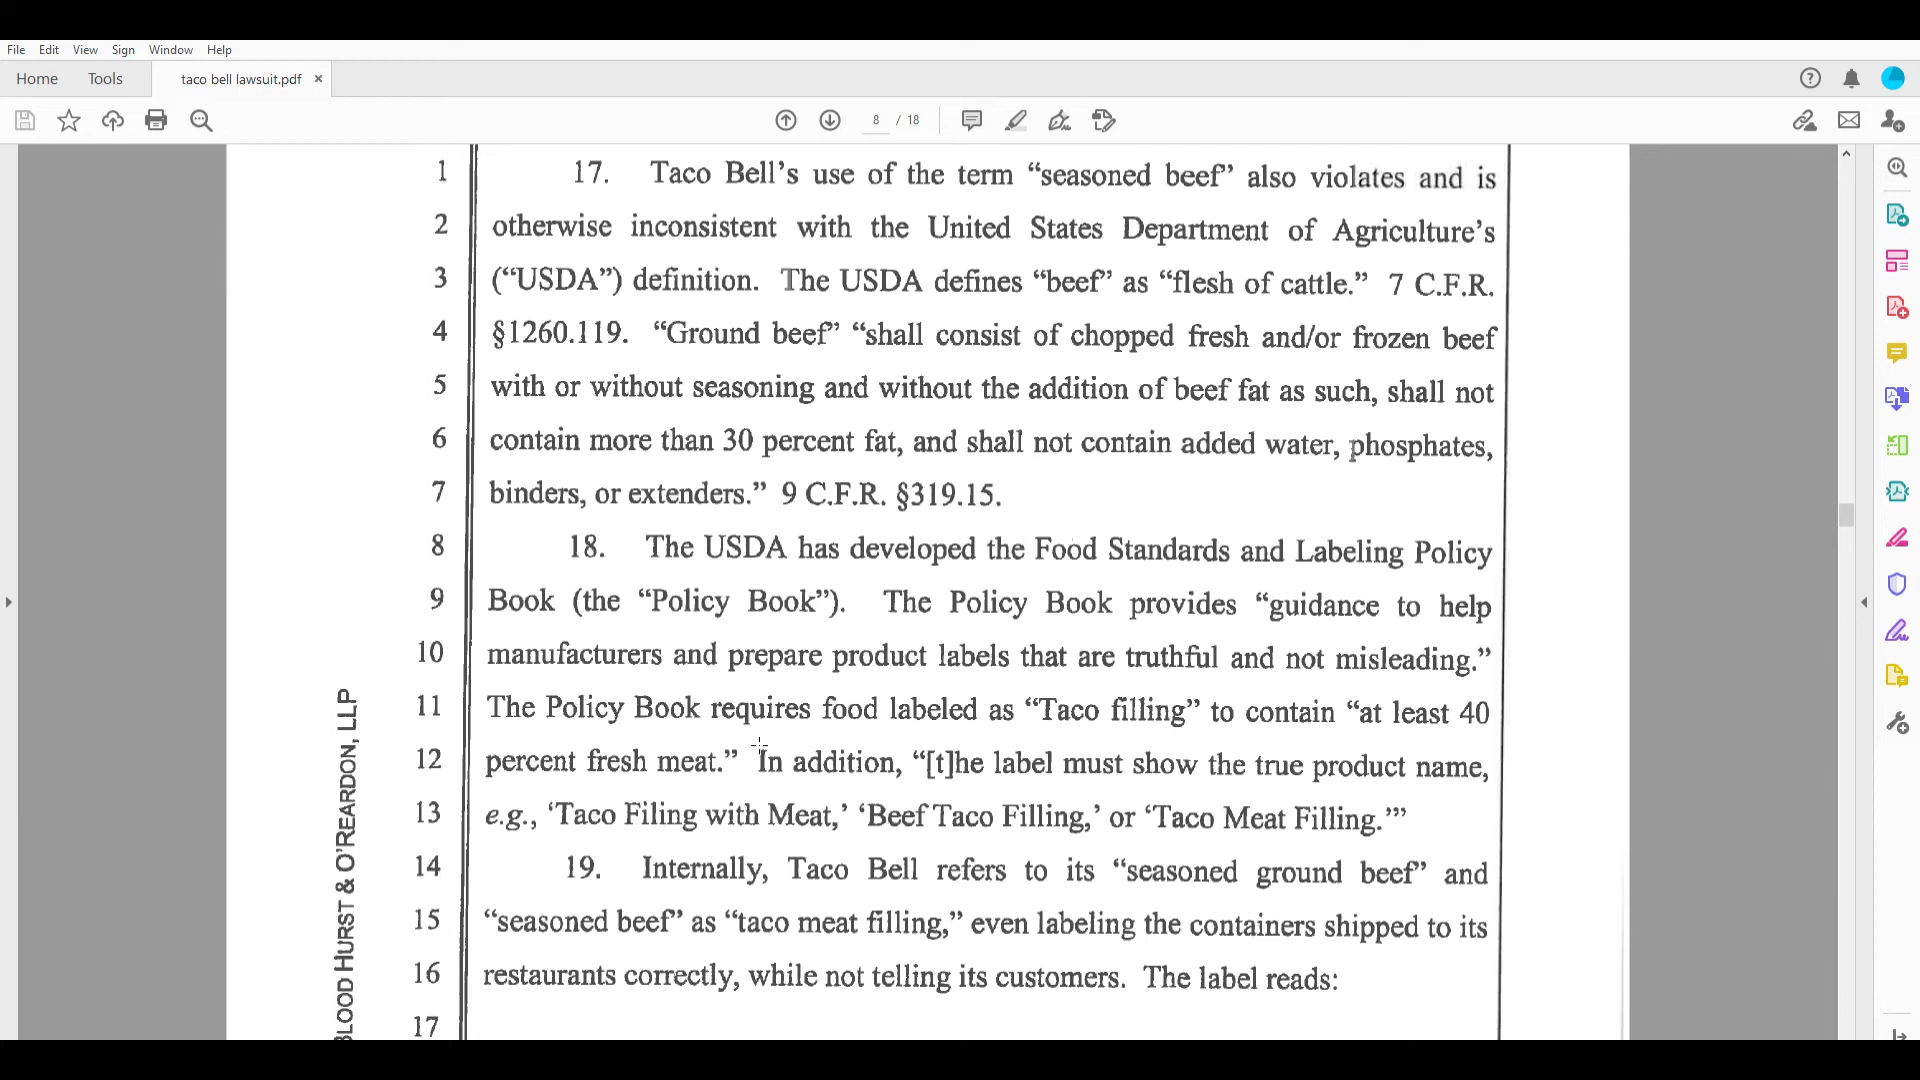 File Edit View Sign Window Help
Home Tools taco bell lawsuit.pdf ×
8 / 18
1 17. Taco Bell’s use of the term “seasoned beef” also violates and is
2 otherwise inconsistent with the United States Department of Agriculture’s
3 (“USDA”) definition. The USDA defines “beef” as “flesh of cattle.” 7 C.F.R.
4 §1260.119. “Ground beef” “shall consist of chopped fresh and/or frozen beef
5 with or without seasoning and without the addition of beef fat as such, shall not
6 contain more than 30 percent fat, and shall not contain added water, phosphates,
7 binders, or extenders.” 9 C.F.R. §319.15.
8 18. The USDA has developed the Food Standards and Labeling Policy
9 Book (the “Policy Book”). The Policy Book provides “guidance to help
10 manufacturers and prepare product labels that are truthful and not misleading.”
11 The Policy Book requires food labeled as “Taco filling” to contain “at least 40
12 percent fresh meat.” In addition, “[t]he label must show the true product name,
13 e.g., ‘Taco Filing with Meat,’ ‘Beef Taco Filling,’ or ‘Taco Meat Filling.’”
14 19. Internally, Taco Bell refers to its “seasoned ground beef” and
15 “seasoned beef” as “taco meat filling,” even labeling the containers shipped to its
16 restaurants correctly, while not telling its customers. The label reads:
17
BLOOD HURST & O’REARDON, LLP